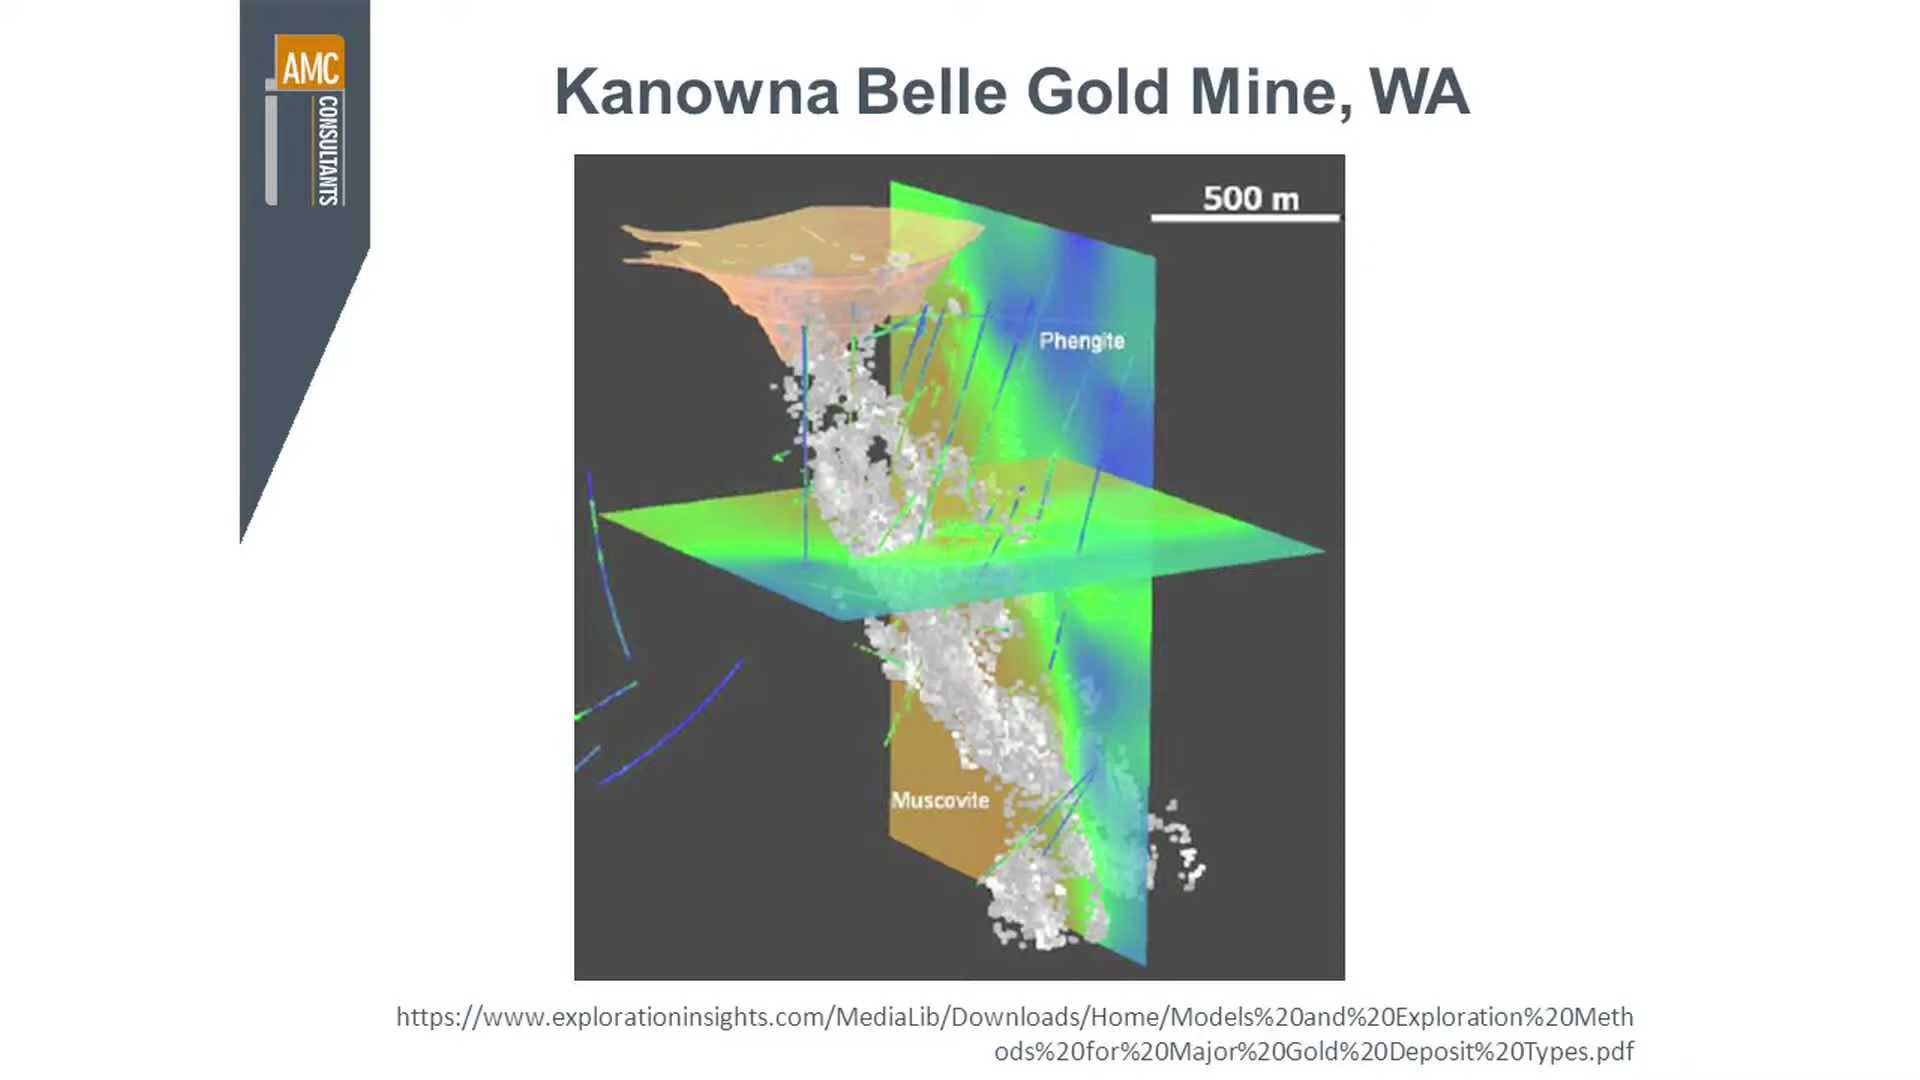 AMC
CONSULTANTS
Kanowna Belle Gold Mine, WA
500 m
Phengite
Muscovite
https://www.explorationinsights.com/MediaLib/Downloads/Home/Models%20and%20Exploration%20Meth
ods%20for%20Major%20Gold%20Deposit%20Types.pdf